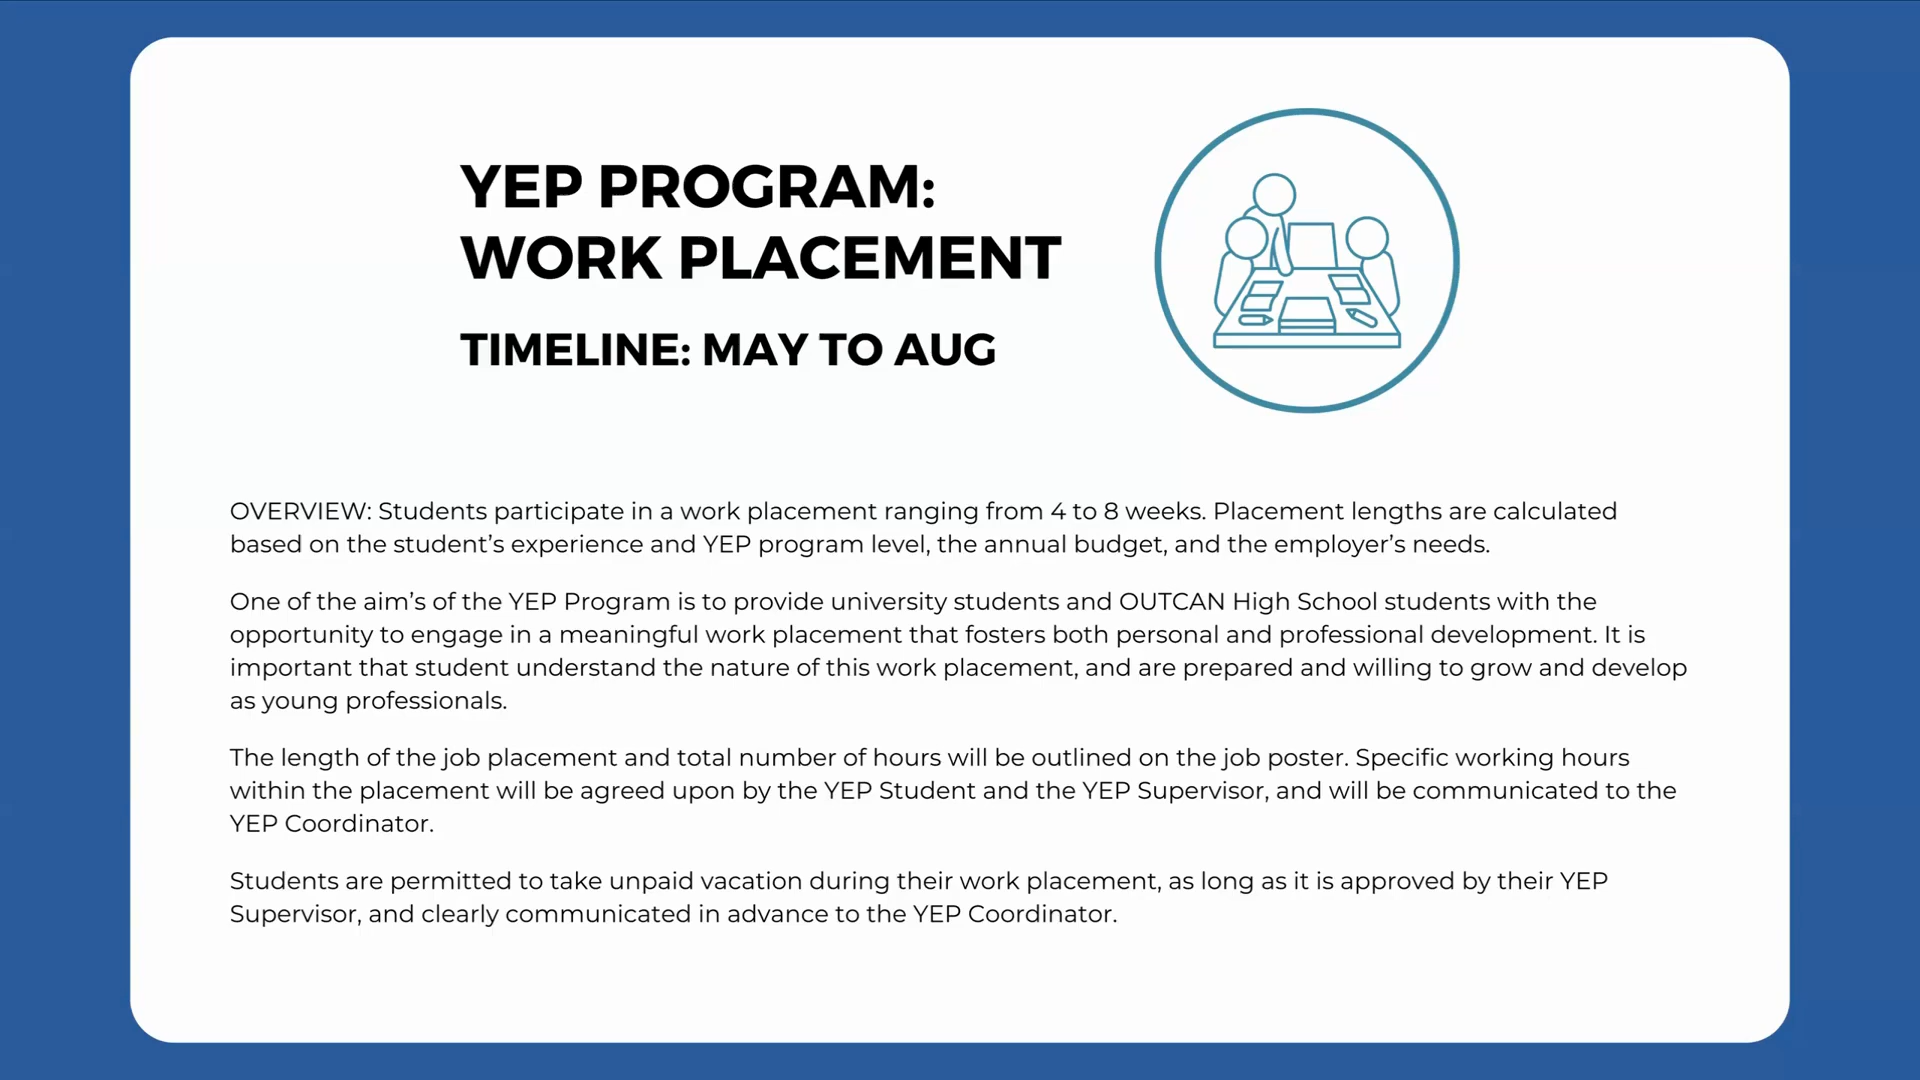 YEP PROGRAM:
WORK PLACEMENT
TIMELINE: MAY TO AUG
OVERVIEW: Students participate in a work placement ranging from 4 to 8 weeks. Placement lengths are calculated
based on the student’s experience and YEP program level, the annual budget, and the employer’s needs.
One of the aim’s of the YEP Program is to provide university students and OUTCAN High School students with the
opportunity to engage in a meaningful work placement that fosters both personal and professional development. It is
important that student understand the nature of this work placement, and are prepared and willing to grow and develop
as young professionals.
The length of the job placement and total number of hours will be outlined on the job poster. Specific working hours
within the placement will be agreed upon by the YEP Student and the YEP Supervisor, and will be communicated to the
YEP Coordinator.
Students are permitted to take unpaid vacation during their work placement, as long as it is approved by their YEP
Supervisor, and clearly communicated in advance to the YEP Coordinator.